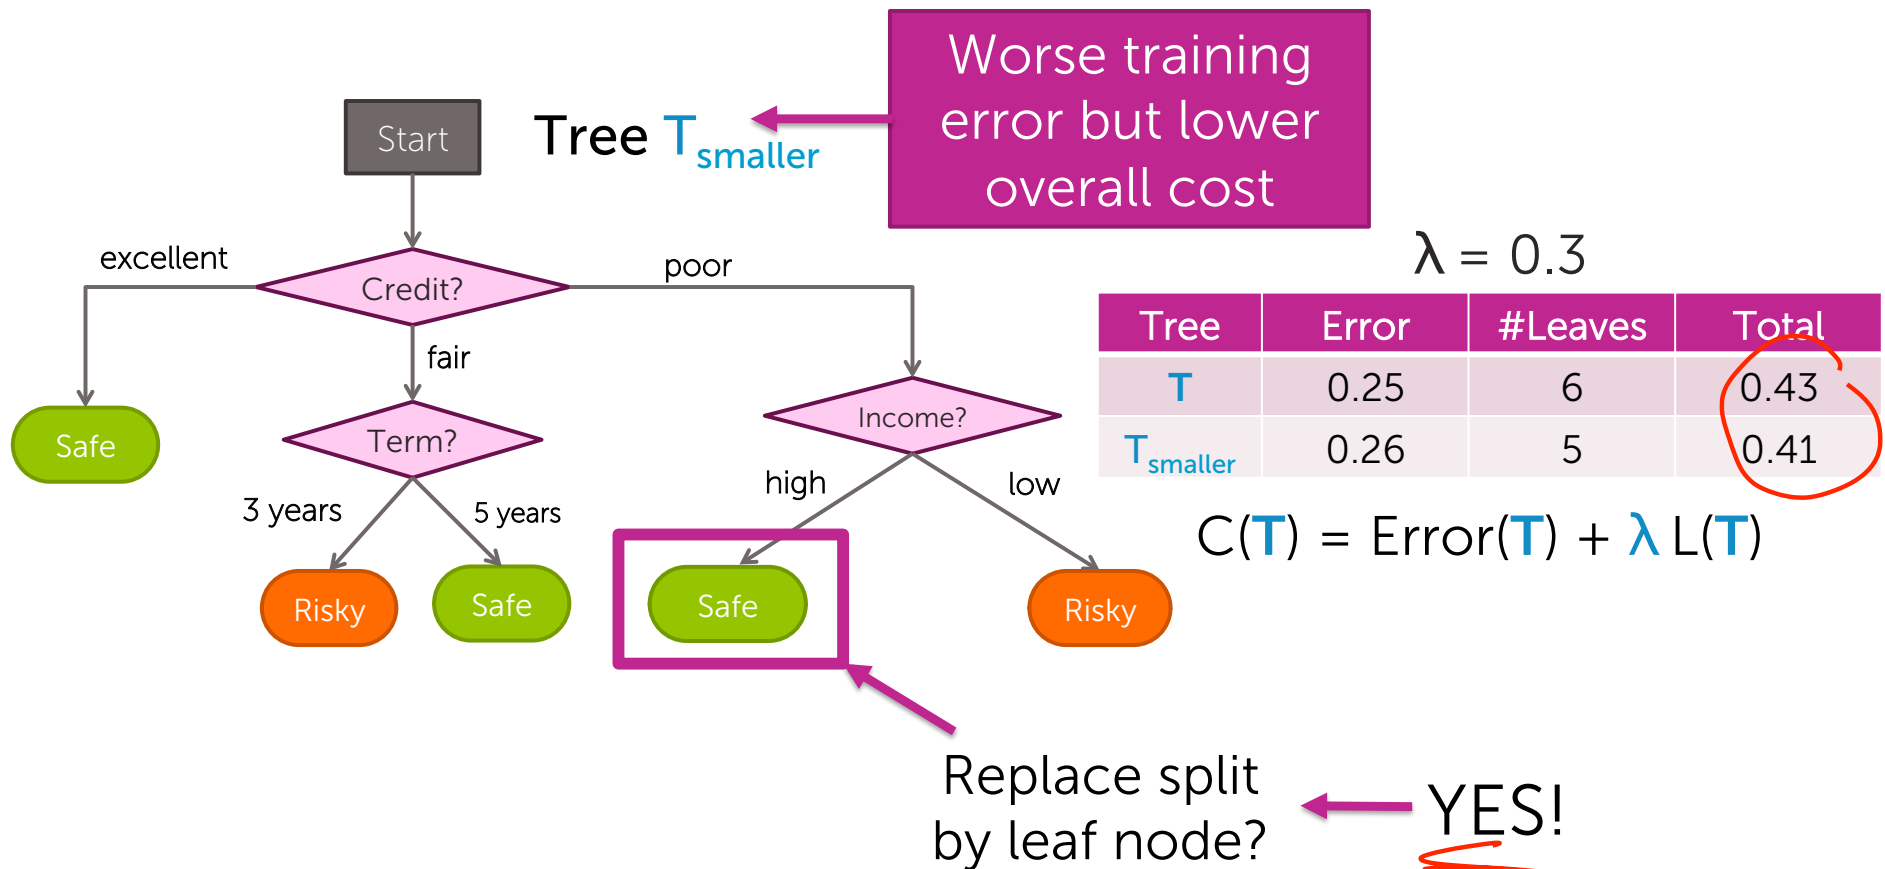 Worse training
error but lower
overall cost
Start
Tree T smaller
λ = 0.3
excellent
Credit?
poor
fair
Tree Error #Leaves Total
T 0.25 6 0.43
T smaller 0.26 5 0.41
Safe
Term?
Income?
3 years
5 years
high
low
C(T) = Error(T) + λ L(T)
Risky
Safe
Safe
Risky
Replace split
by leaf node?
YES!